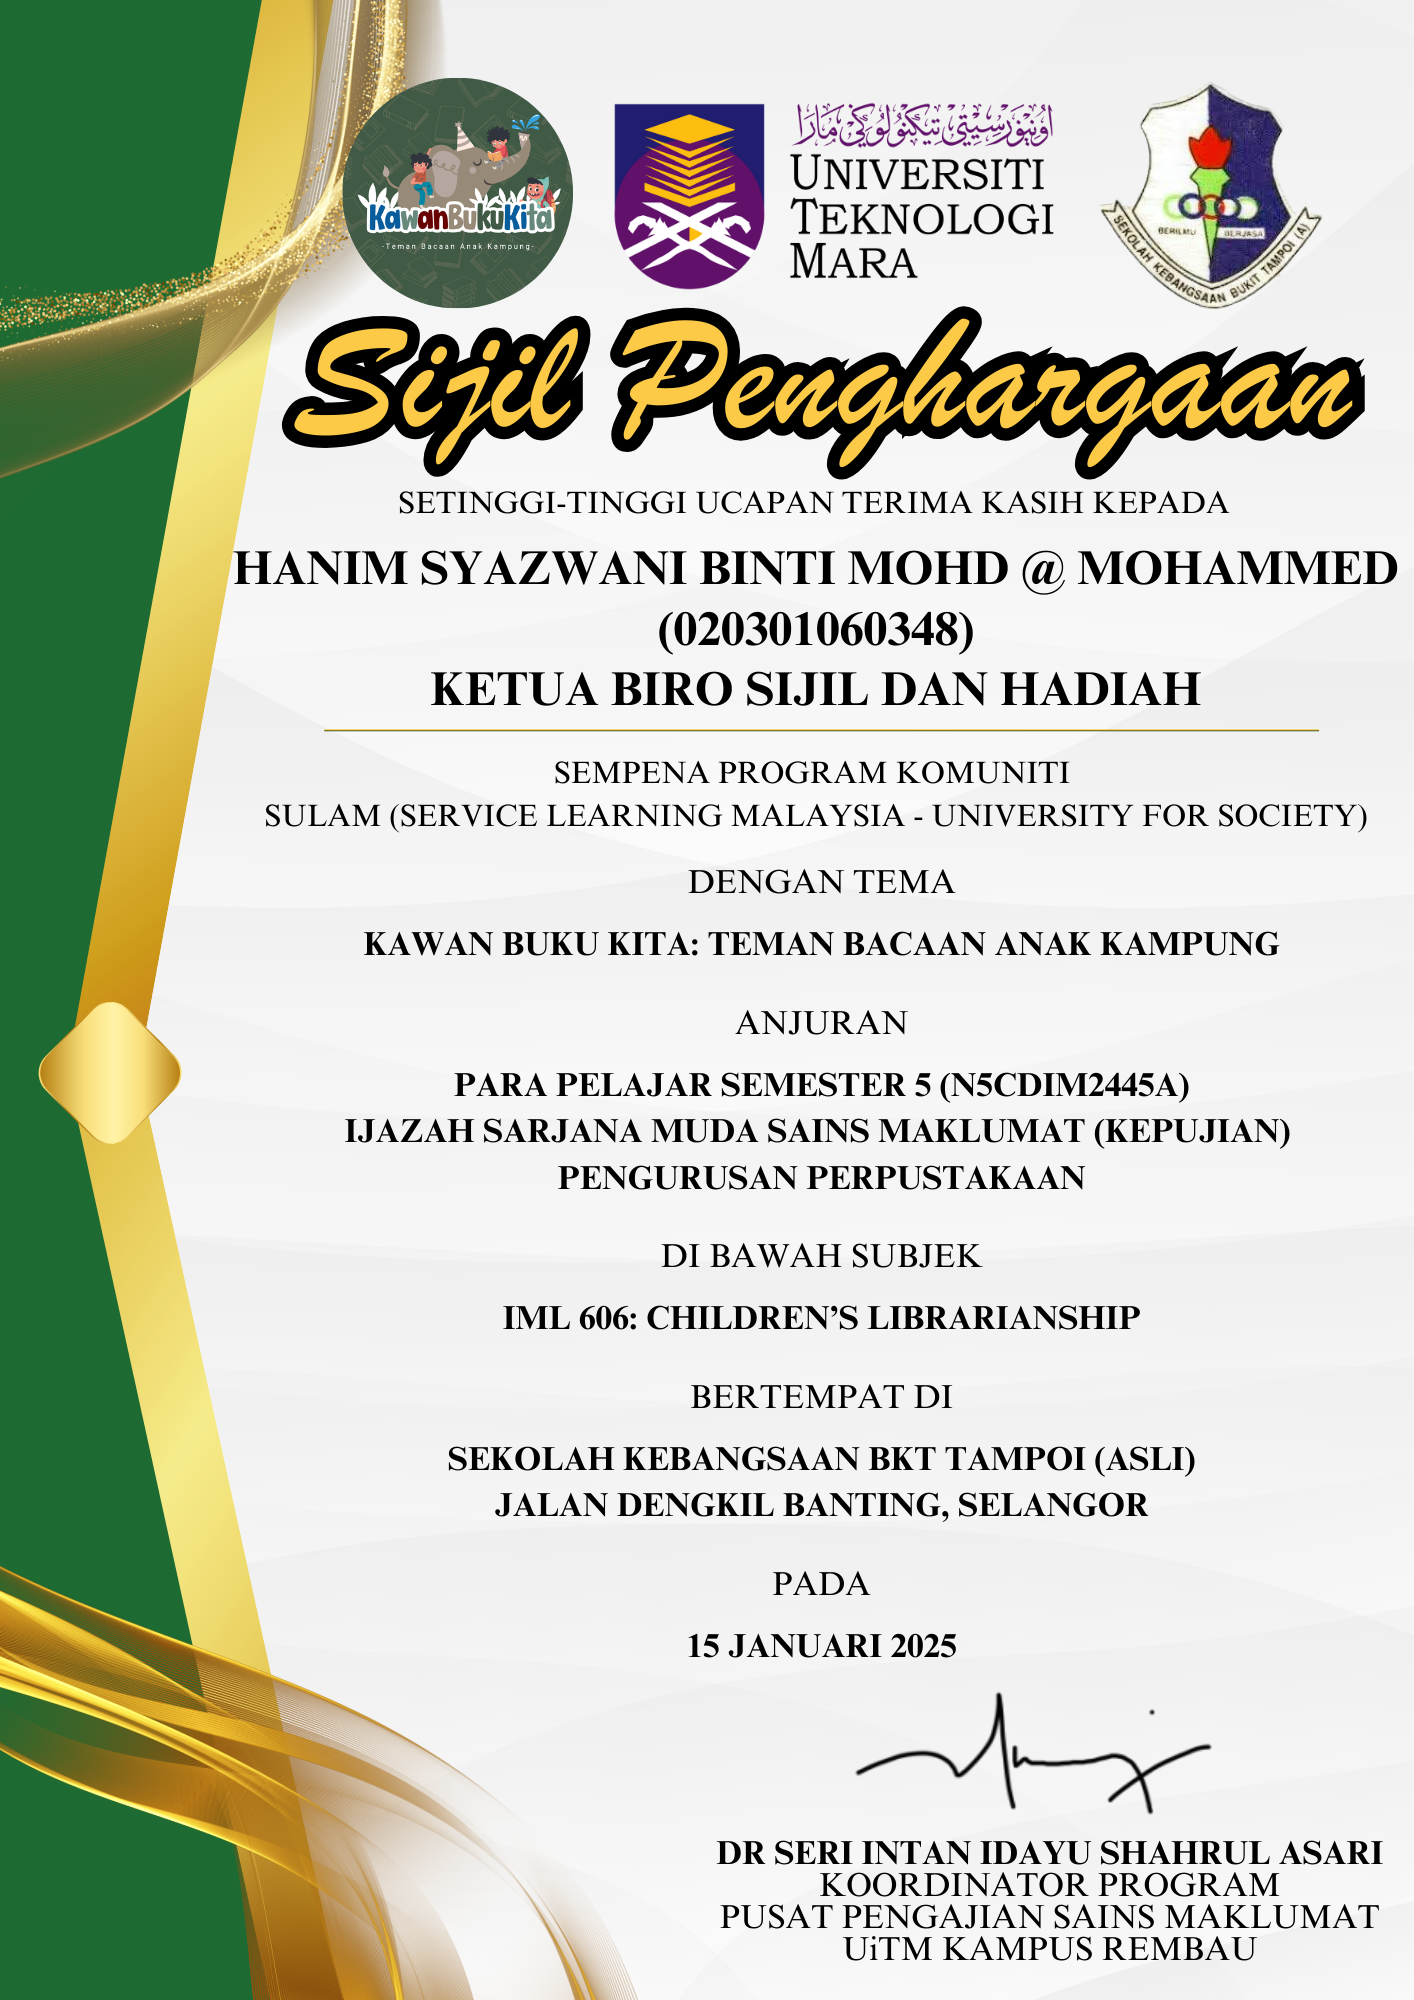 KawanBukuKita
-Teman Bacaan Anak Kampung-
اونيۏرسيتي تيکنولوݢي مارا
UNIVERSITI
TEKNOLOGI
MARA
BERILMU BERJASA
SEKOLAH KEBANGSAAN BUKIT TAMPOI (A)
Sijil Penghargaan
SETINGGI-TINGGI UCAPAN TERIMA KASIH KEPADA
HANIM SYAZWANI BINTI MOHD @ MOHAMMED
(020301060348)
KETUA BIRO SIJIL DAN HADIAH
SEMPENA PROGRAM KOMUNITI
SULAM (SERVICE LEARNING MALAYSIA - UNIVERSITY FOR SOCIETY)
DENGAN TEMA
KAWAN BUKU KITA: TEMAN BACAAN ANAK KAMPUNG
ANJURAN
PARA PELAJAR SEMESTER 5 (N5CDIM2445A)
IJAZAH SARJANA MUDA SAINS MAKLUMAT (KEPUJIAN)
PENGURUSAN PERPUSTAKAAN
DI BAWAH SUBJEK
IML 606: CHILDREN’S LIBRARIANSHIP
BERTEMPAT DI
SEKOLAH KEBANGSAAN BKT TAMPOI (ASLI)
JALAN DENGKIL BANTING, SELANGOR
PADA
15 JANUARI 2025
DR SERI INTAN IDAYU SHAHRUL ASARI
KOORDINATOR PROGRAM
PUSAT PENGAJIAN SAINS MAKLUMAT
UiTM KAMPUS REMBAU